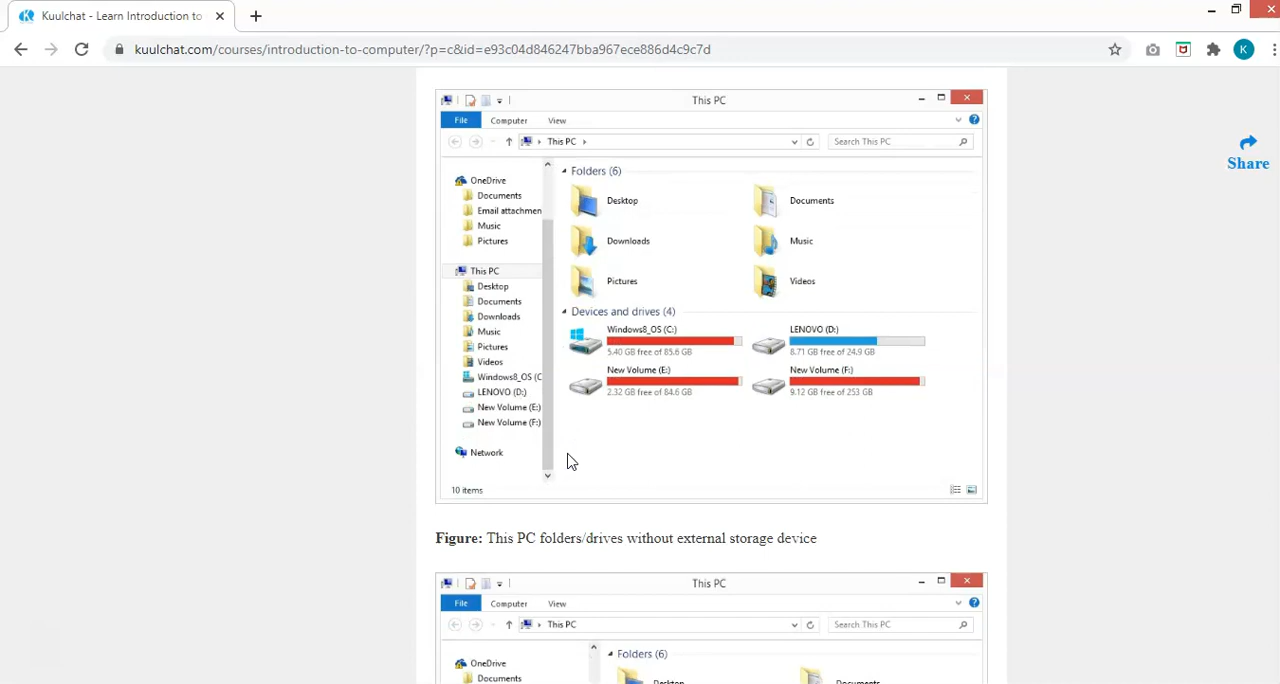 Kuulchat - Learn Introduction to
kuulchat.com/courses/introduction-to-computer/?p=c&id=e93c04d846247bba967ece886d4c9c7d
K
Share
This PC
File Computer View
This PC
Search This PC
OneDrive
Documents
Email attachmen
Music
Pictures
This PC
Desktop
Documents
Downloads
Music
Pictures
Videos
Windows8_OS (C
LENOVO (D:)
New Volume (E:)
New Volume (F:)
Network
Folders (6)
Desktop
Documents
Downloads
Music
Pictures
Videos
Devices and drives (4)
Windows8_OS (C:)
5.40 GB free of 85.6 GB
LENOVO (D:)
8.71 GB free of 24.9 GB
New Volume (E:)
2.32 GB free of 84.6 GB
New Volume (F:)
9.12 GB free of 253 GB
10 items
Figure: This PC folders/drives without external storage device
This PC
File Computer View
This PC
Search This PC
OneDrive
Documents
Folders (6)
Desktop
Documents